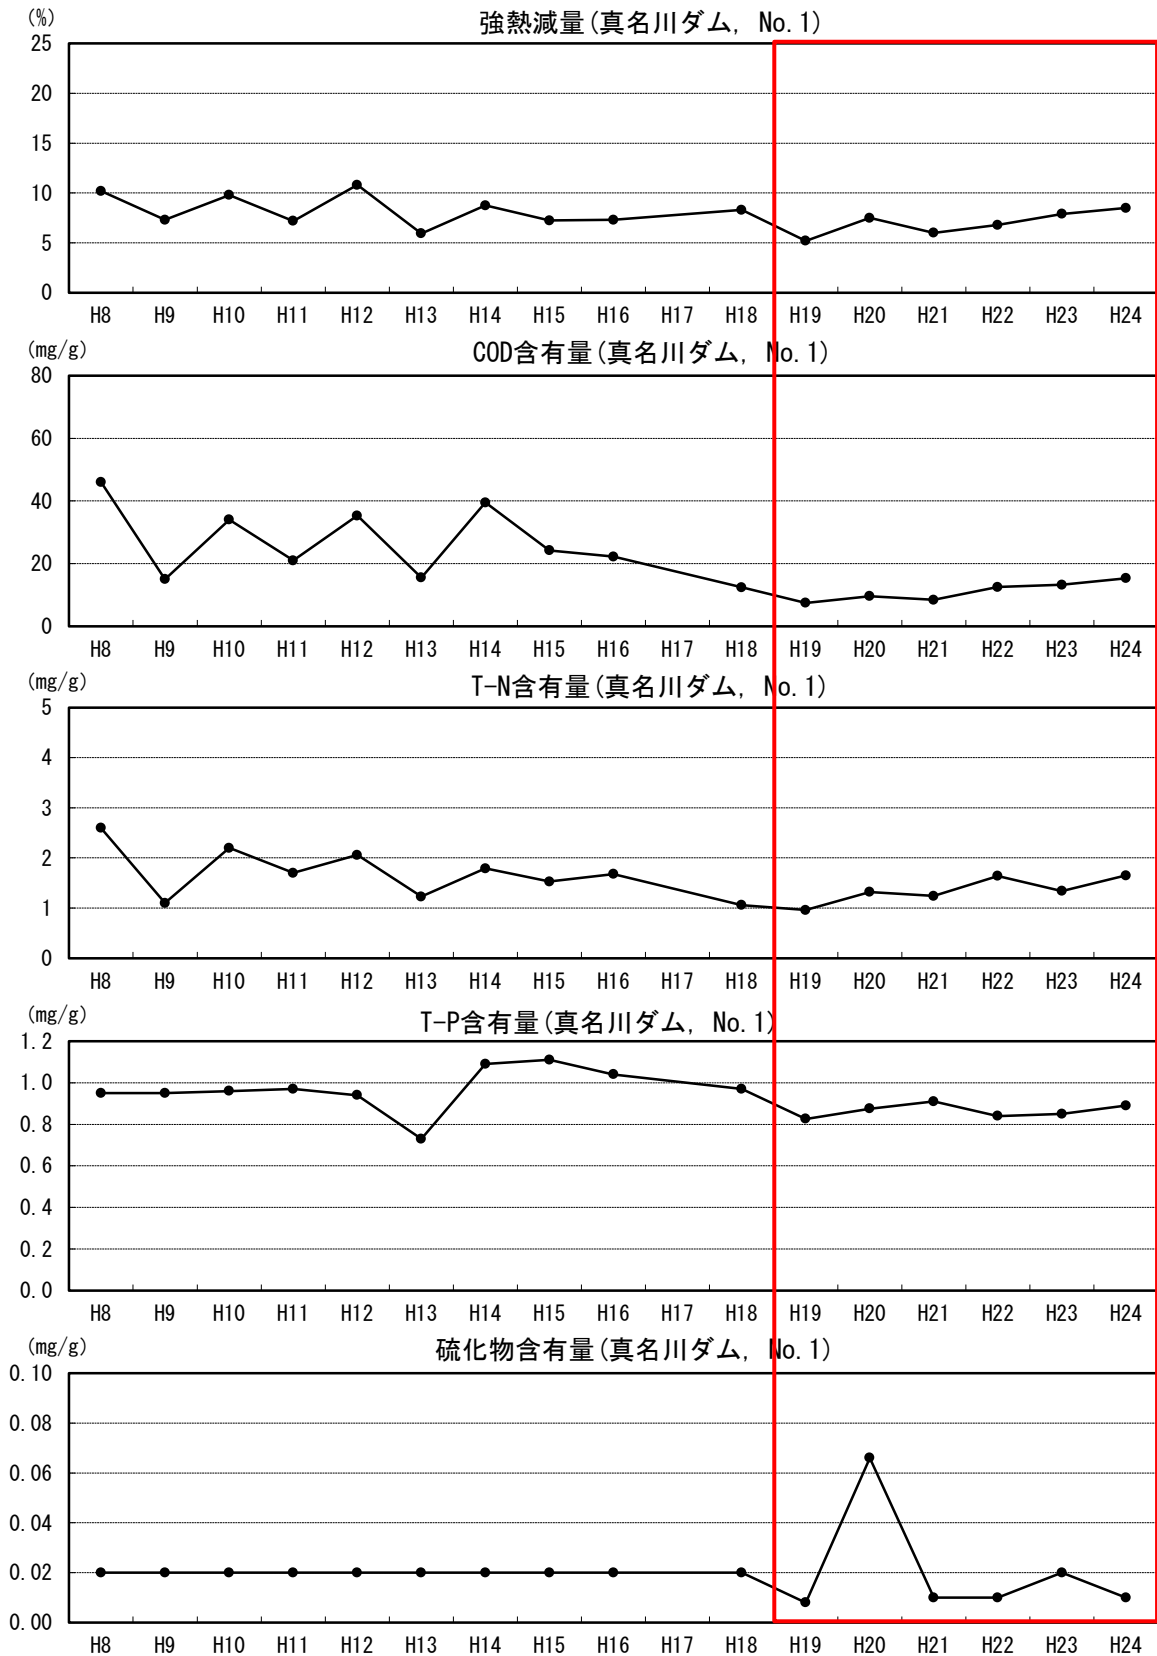 (%)
強熱減量(真名川ダム, No.1)
25
20
15
10
5
0
H8 H9 H10 H11 H12 H13 H14 H15 H16 H17 H18 H19 H20 H21 H22 H23 H24
(mg/g)
COD含有量(真名川ダム, No.1)
80
60
40
20
0
H8 H9 H10 H11 H12 H13 H14 H15 H16 H17 H18 H19 H20 H21 H22 H23 H24
(mg/g)
T-N含有量(真名川ダム, No.1)
5
4
3
2
1
0
H8 H9 H10 H11 H12 H13 H14 H15 H16 H17 H18 H19 H20 H21 H22 H23 H24
(mg/g)
T-P含有量(真名川ダム, No.1)
1.2
1.0
0.8
0.6
0.4
0.2
0.0
H8 H9 H10 H11 H12 H13 H14 H15 H16 H17 H18 H19 H20 H21 H22 H23 H24
(mg/g)
硫化物含有量(真名川ダム, No.1)
0.10
0.08
0.06
0.04
0.02
0.00
H8 H9 H10 H11 H12 H13 H14 H15 H16 H17 H18 H19 H20 H21 H22 H23 H24